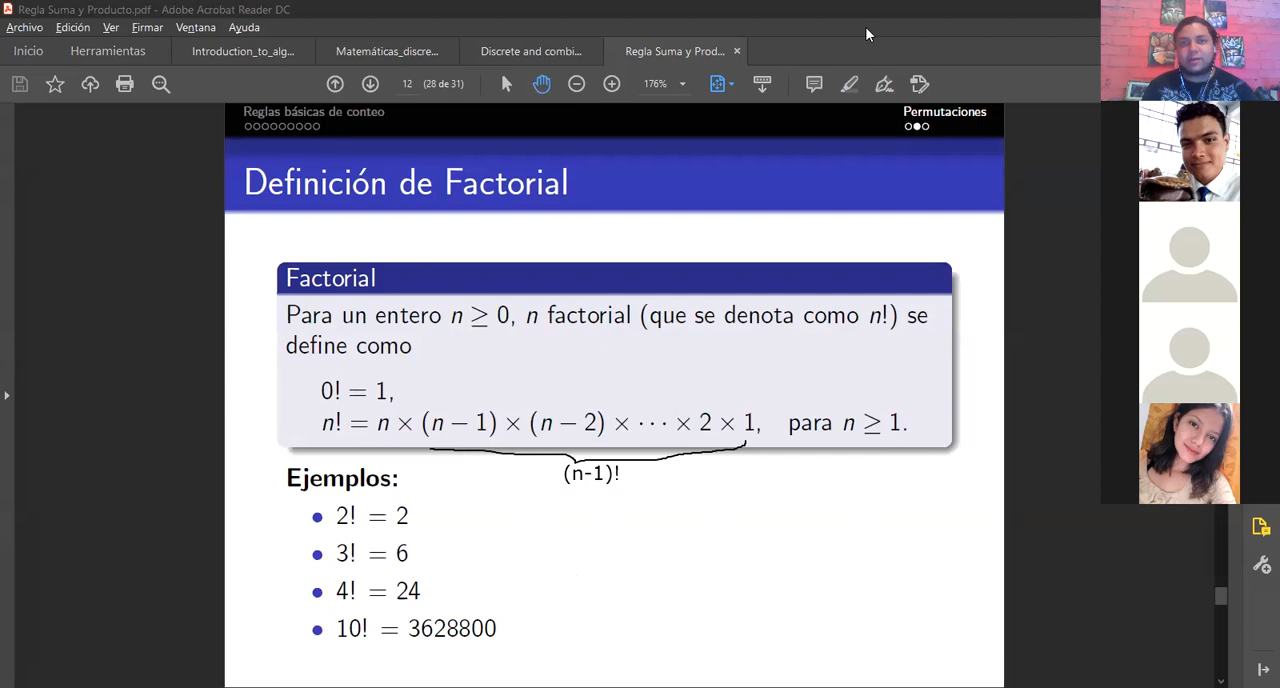 Regla Suma y Producto.pdf - Adobe Acrobat Reader DC
Archivo Edición Ver Firmar Ventana Ayuda
Inicio Herramientas Introduction_to_alg... Matemáticas_discre... Discrete and combi... Regla Suma y Prod... ×
12 (28 de 31) 176%
Reglas básicas de conteo Permutaciones
Definición de Factorial
Factorial
Para un entero n ≥ 0, n factorial (que se denota como n!) se
define como
0! = 1,
n! = n × (n − 1) × (n − 2) × ··· × 2 × 1, para n ≥ 1.
(n-1)!
Ejemplos:
• 2! = 2
• 3! = 6
• 4! = 24
• 10! = 3628800